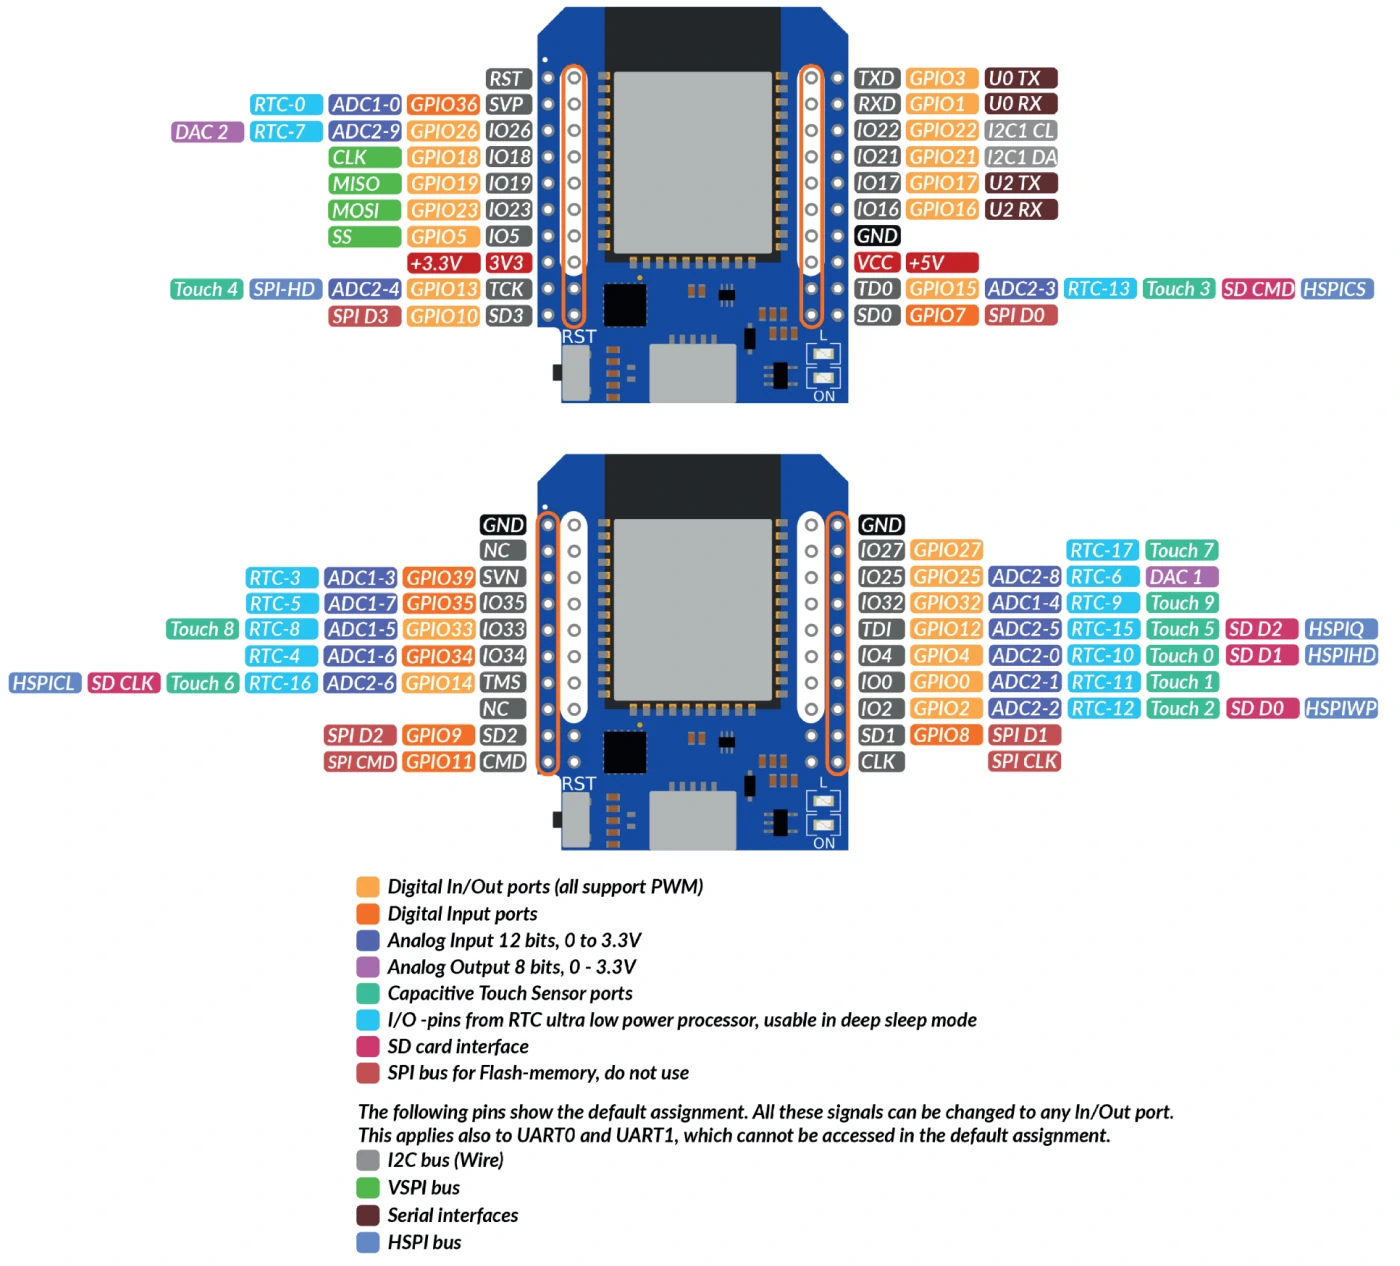 RST TXD GPIO3 U0 TX
RTC-0 ADC1-0 GPIO36 SVP RXD GPIO1 U0 RX
DAC 2 RTC-7 ADC2-9 GPIO26 IO26 IO22 GPIO22 I2C1 CL
CLK GPIO18 IO18 IO21 GPIO21 I2C1 DA
MISO GPIO19 IO19 IO17 GPIO17 U2 TX
MOSI GPIO23 IO23 IO16 GPIO16 U2 RX
SS GPIO5 IO5 GND
+3.3V 3V3 VCC +5V
Touch 4 SPI-HD ADC2-4 GPIO13 TCK TD0 GPIO15 ADC2-3 RTC-13 Touch 3 SD CMD HSPICS
SPI D3 GPIO10 SD3 SD0 GPIO7 SPI D0
RST L
ON
GND GND
NC IO27 GPIO27 RTC-17 Touch 7
RTC-3 ADC1-3 GPIO39 SVN IO25 GPIO25 ADC2-8 RTC-6 DAC 1
RTC-5 ADC1-7 GPIO35 IO35 IO32 GPIO32 ADC1-4 RTC-9 Touch 9
Touch 8 RTC-8 ADC1-5 GPIO33 IO33 TDI GPIO12 ADC2-5 RTC-15 Touch 5 SD D2 HSPIQ
RTC-4 ADC1-6 GPIO34 IO34 IO4 GPIO4 ADC2-0 RTC-10 Touch 0 SD D1 HSPIHD
HSPICL SD CLK Touch 6 RTC-16 ADC2-6 GPIO14 TMS IO0 GPIO0 ADC2-1 RTC-11 Touch 1
NC IO2 GPIO2 ADC2-2 RTC-12 Touch 2 SD D0 HSPIWP
SPI D2 GPIO9 SD2 SD1 GPIO8 SPI D1
SPI CMD GPIO11 CMD CLK SPI CLK
RST L
ON
Digital In/Out ports (all support PWM)
Digital Input ports
Analog Input 12 bits, 0 to 3.3V
Analog Output 8 bits, 0 - 3.3V
Capacitive Touch Sensor ports
I/O -pins from RTC ultra low power processor, usable in deep sleep mode
SD card interface
SPI bus for Flash-memory, do not use
The following pins show the default assignment. All these signals can be changed to any In/Out port.
This applies also to UART0 and UART1, which cannot be accessed in the default assignment.
I2C bus (Wire)
VSPI bus
Serial interfaces
HSPI bus